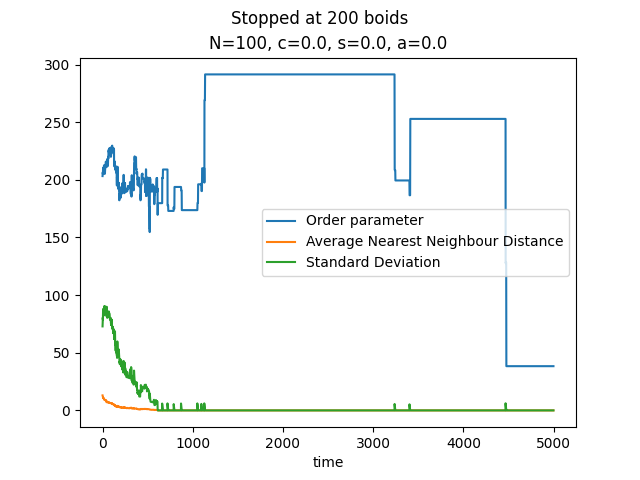 Stopped at 200 boids
N=100, c=0.0, s=0.0, a=0.0
300
250
200
150
100
50
0
Order parameter
Average Nearest Neighbour Distance
Standard Deviation
0 1000 2000 3000 4000 5000
time